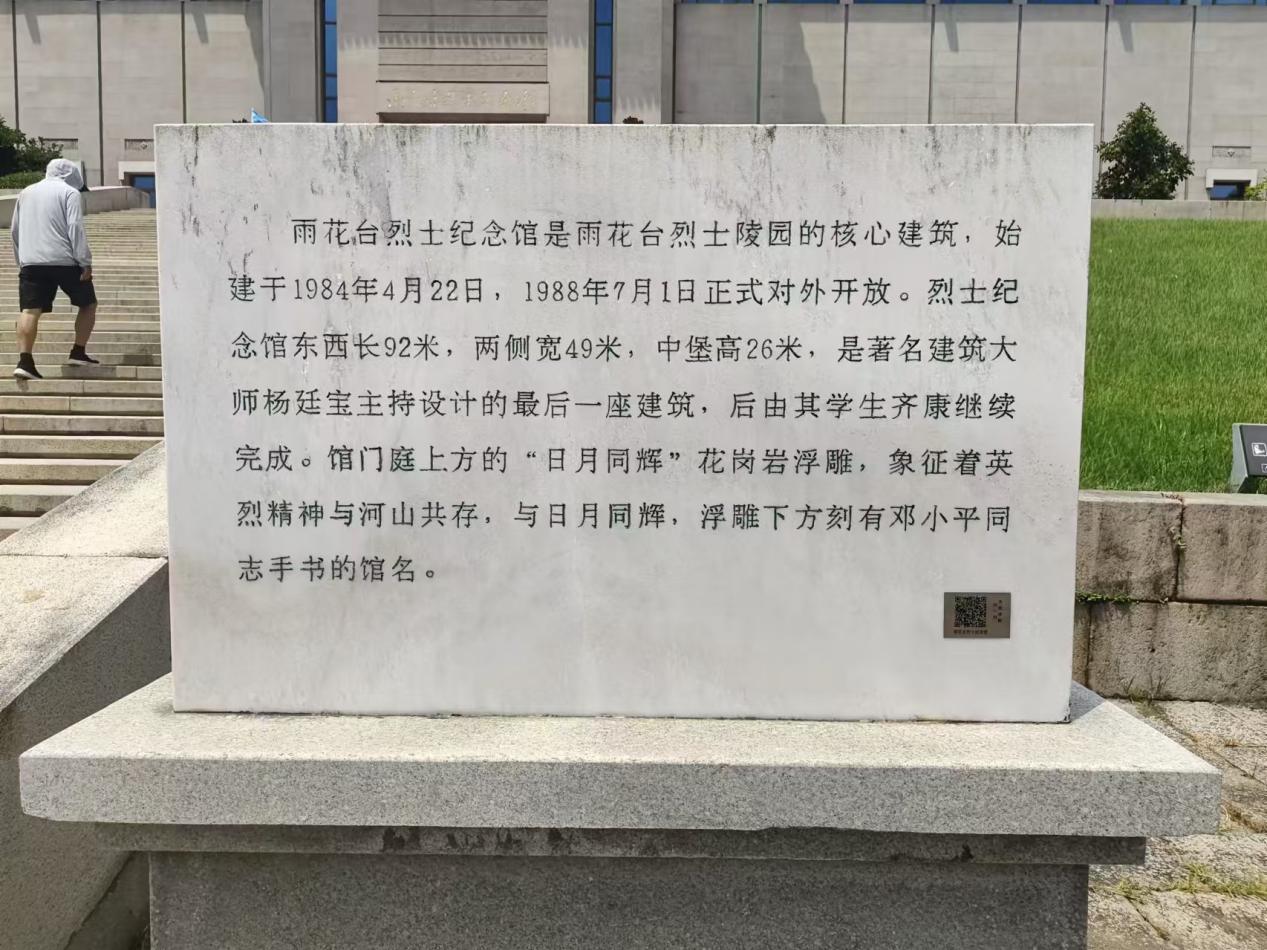 雨花台烈士纪念馆是雨花台烈士陵园的核心建筑，始
建于1984年4月22日，1988年7月1日正式对外开放。烈士纪
念馆东西长92米，两侧宽49米，中堡高26米，是著名建筑大
师杨廷宝主持设计的最后一座建筑，后由其学生齐康继续
完成。馆门庭上方的“日月同辉”花岗岩浮雕，象征着英
烈精神与河山共存，与日月同辉，浮雕下方刻有邓小平同
志手书的馆名。